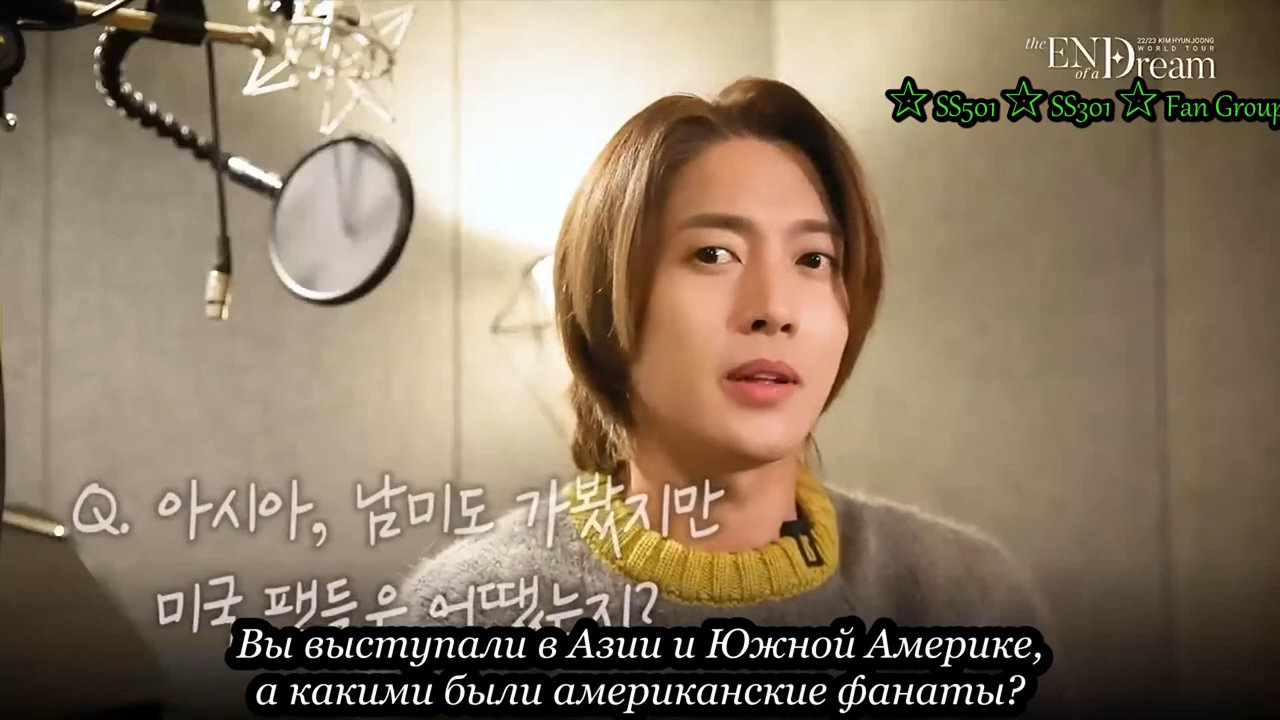 the END of a Dream
22/23 KIM HYUN JOONG
WORLD TOUR
☆ SS501 ☆ SS301 ☆ Fan Group
Q. 아시아, 남미도 가봤지만
미국 팬들은 어땠는지?
Вы выступали в Азии и Южной Америке,
а какими были американские фанаты?